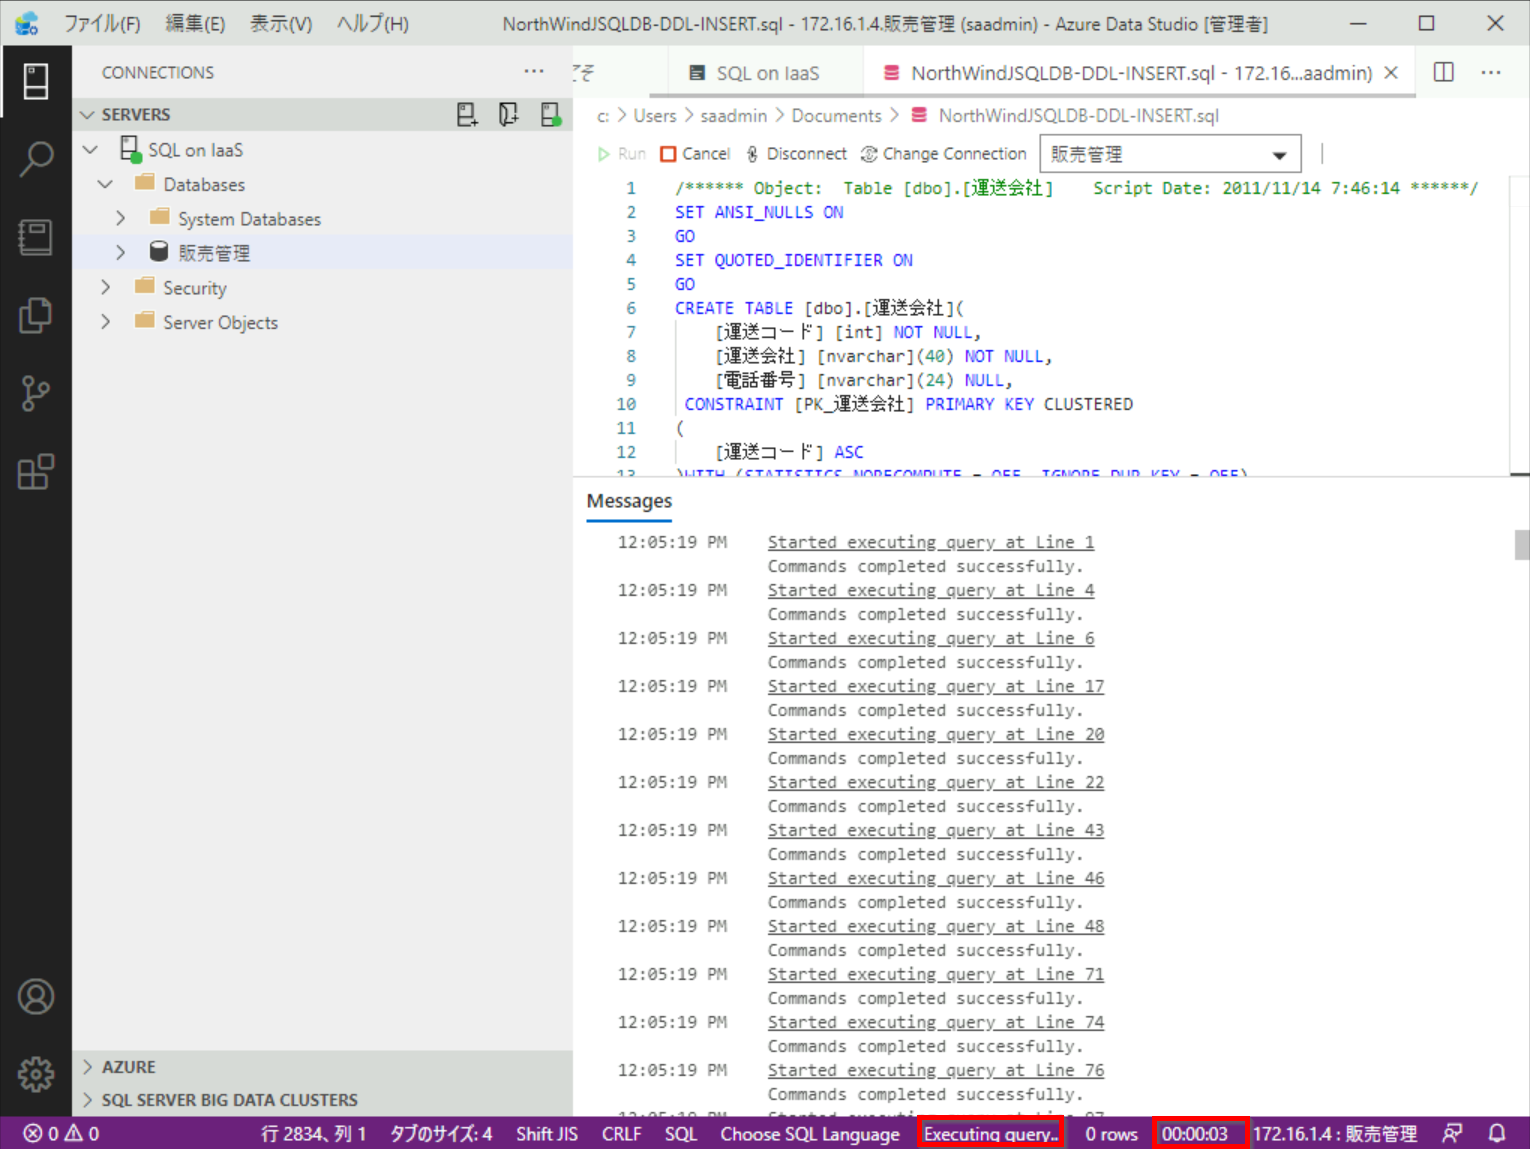 ファイル(F) 編集(E) 表示(V) ヘルプ(H) NorthWindJSQLDB-DDL-INSERT.sql - 172.16.1.4.販売管理 (saadmin) - Azure Data Studio [管理者]
CONNECTIONS
SERVERS
SQL on IaaS
Databases
System Databases
販売管理
Security
Server Objects
AZURE
SQL SERVER BIG DATA CLUSTERS
こそ SQL on IaaS NorthWindJSQLDB-DDL-INSERT.sql - 172.16...aadmin)
c: > Users > saadmin > Documents > NorthWindJSQLDB-DDL-INSERT.sql
Run Cancel Disconnect Change Connection 販売管理
1 /****** Object:  Table [dbo].[運送会社]    Script Date: 2011/11/14 7:46:14 ******/
2 SET ANSI_NULLS ON
3 GO
4 SET QUOTED_IDENTIFIER ON
5 GO
6 CREATE TABLE [dbo].[運送会社](
7 [運送コード] [int] NOT NULL,
8 [運送会社] [nvarchar](40) NOT NULL,
9 [電話番号] [nvarchar](24) NULL,
10 CONSTRAINT [PK_運送会社] PRIMARY KEY CLUSTERED
11 (
12 [運送コード] ASC
13 )WITH (STATISTICS_NORECOMPUTE = OFF, IGNORE_DUP_KEY = OFF)
Messages
12:05:19 PM Started executing query at Line 1
Commands completed successfully.
12:05:19 PM Started executing query at Line 4
Commands completed successfully.
12:05:19 PM Started executing query at Line 6
Commands completed successfully.
12:05:19 PM Started executing query at Line 17
Commands completed successfully.
12:05:19 PM Started executing query at Line 20
Commands completed successfully.
12:05:19 PM Started executing query at Line 22
Commands completed successfully.
12:05:19 PM Started executing query at Line 43
Commands completed successfully.
12:05:19 PM Started executing query at Line 46
Commands completed successfully.
12:05:19 PM Started executing query at Line 48
Commands completed successfully.
12:05:19 PM Started executing query at Line 71
Commands completed successfully.
12:05:19 PM Started executing query at Line 74
Commands completed successfully.
12:05:19 PM Started executing query at Line 76
Commands completed successfully.
12:05:19 PM Started executing query at Line 97
0 0 行 2834、列 1 タブのサイズ: 4 Shift JIS CRLF SQL Choose SQL Language Executing query.. 0 rows 00:00:03 172.16.1.4 : 販売管理